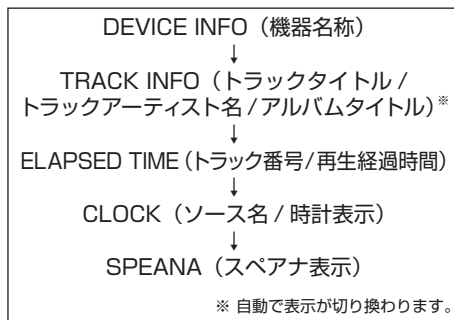 DEVICE INFO（機器名称）
↓
TRACK INFO（トラックタイトル /
トラックアーティスト名 / アルバムタイトル）※
↓
ELAPSED TIME（トラック番号/再生経過時間）
↓
CLOCK（ソース名 / 時計表示）
↓
SPEANA（スペアナ表示）
※ 自動で表示が切り換わります。